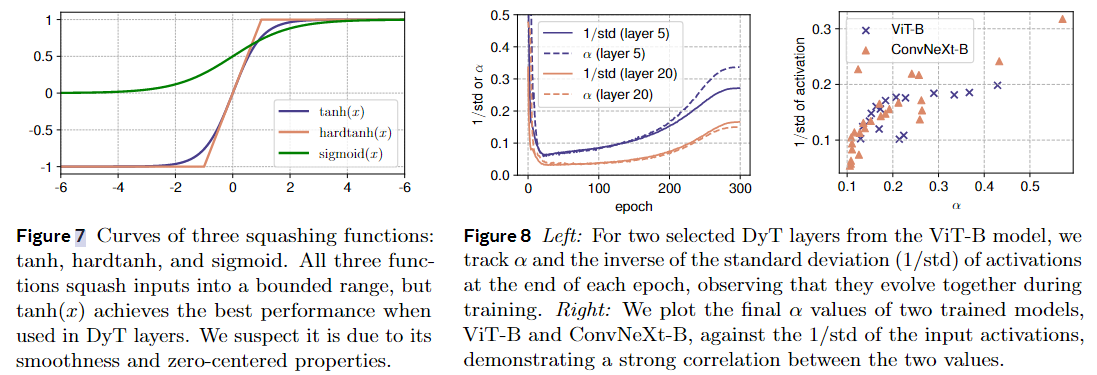 1
0.5
0
-0.5
-1
-6
-4
-2
0
2
4
-6
tanh(x)
hardtanh(x)
sigmoid(x)
0.5
0.4
0.3
0.2
0.1
0.0
1/std or α
0
100
200
300
epoch
1/std (layer 5)
α (layer 5)
1/std (layer 20)
α (layer 20)
0.3
0.2
0.1
1/std of activation
0.1
0.2
0.3
0.4
0.5
α
ViT-B
ConvNeXt-B
Figure 7 Curves of three squashing functions:
tanh, hardtanh, and sigmoid. All three func-
tions squash inputs into a bounded range, but
tanh(x) achieves the best performance when
used in DyT layers. We suspect it is due to its
smoothness and zero-centered properties.
Figure 8 Left: For two selected DyT layers from the ViT-B model, we
track α and the inverse of the standard deviation (1/std) of activations
at the end of each epoch, observing that they evolve together during
training. Right: We plot the final α values of two trained models,
ViT-B and ConvNeXt-B, against the 1/std of the input activations,
demonstrating a strong correlation between the two values.